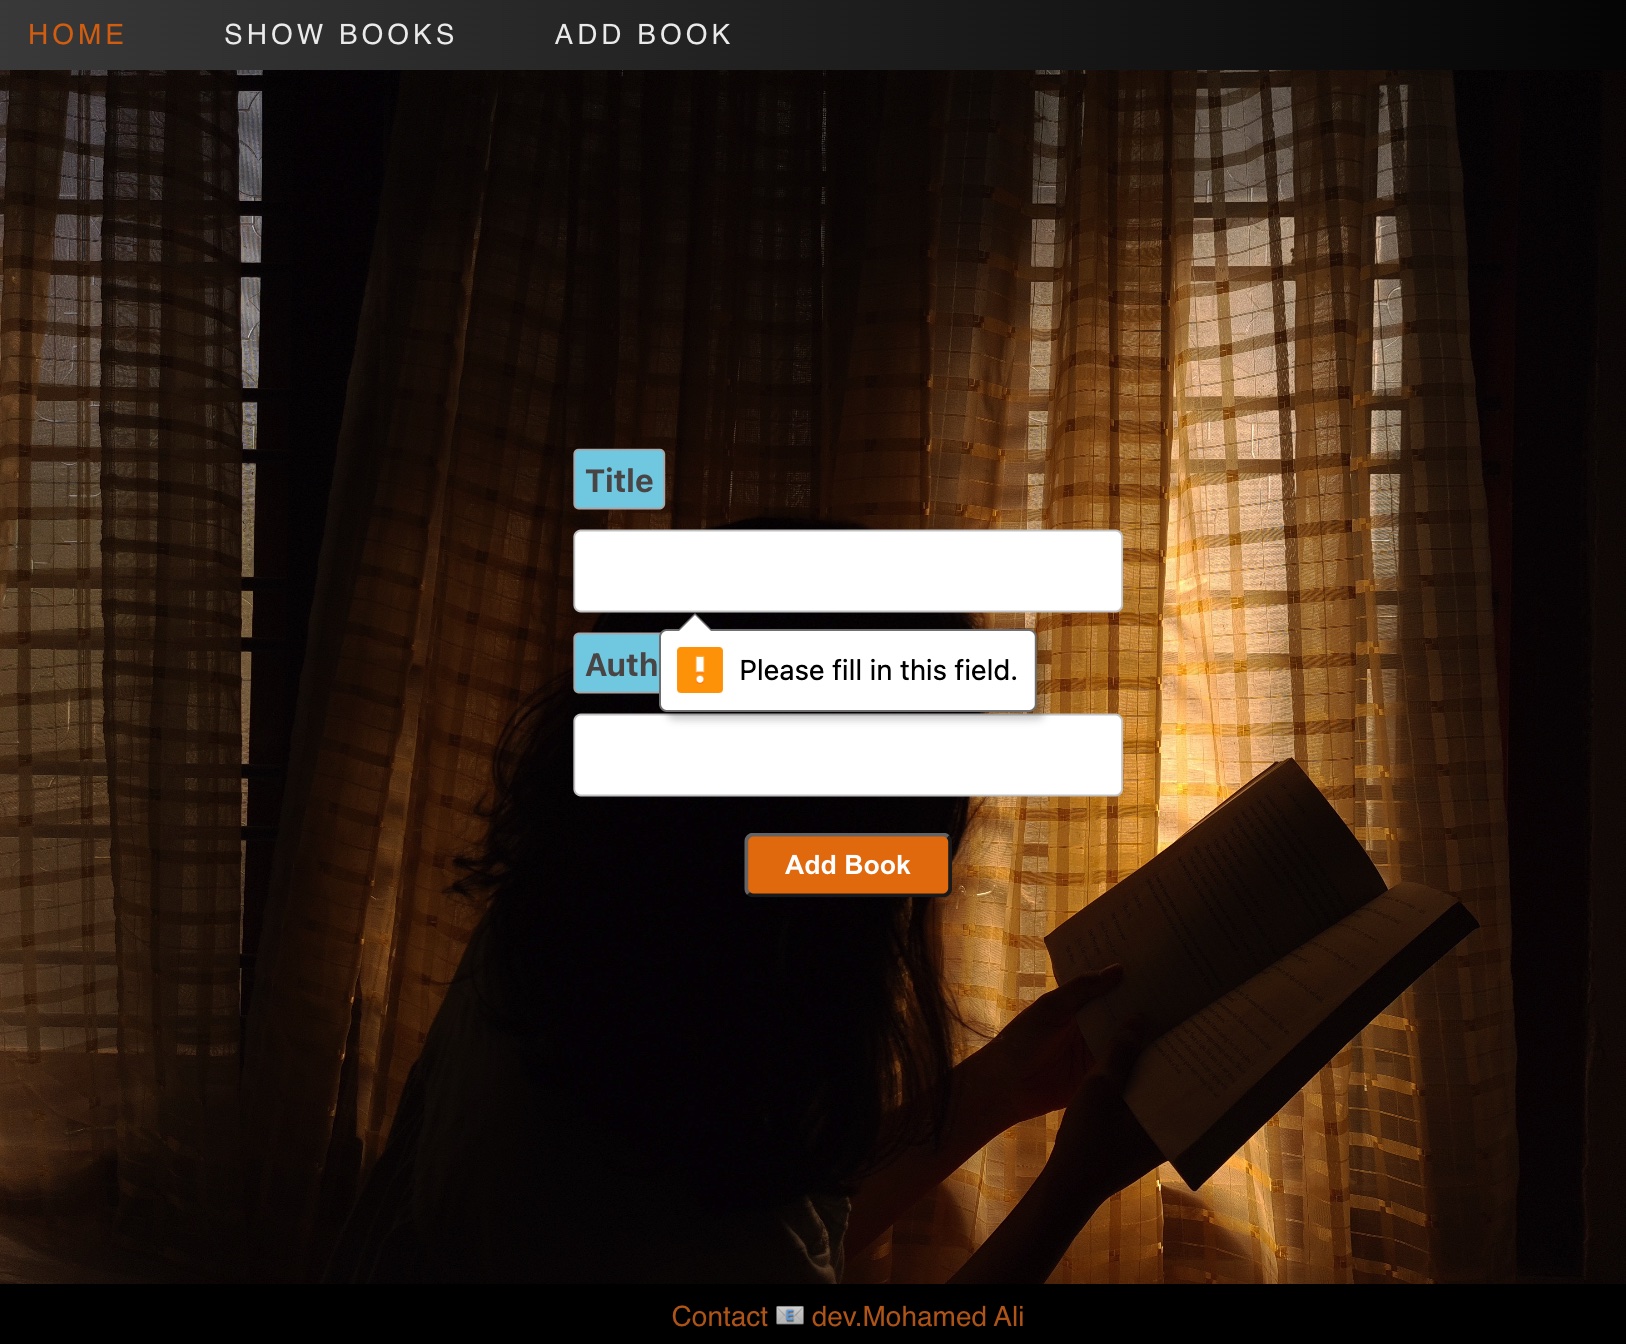 HOME SHOW BOOKS ADD BOOK
Title
Auth
Please fill in this field.
Add Book
Contact 📧 dev.Mohamed Ali